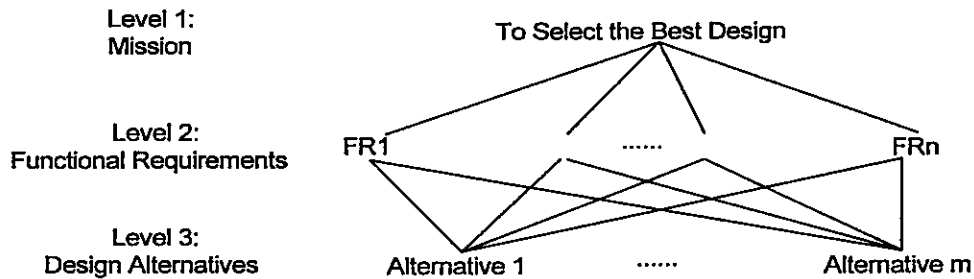 Level 1:
Mission
To Select the Best Design
Level 2:
Functional Requirements
FR1
......
FRn
Level 3:
Design Alternatives
Alternative 1
......
Alternative m